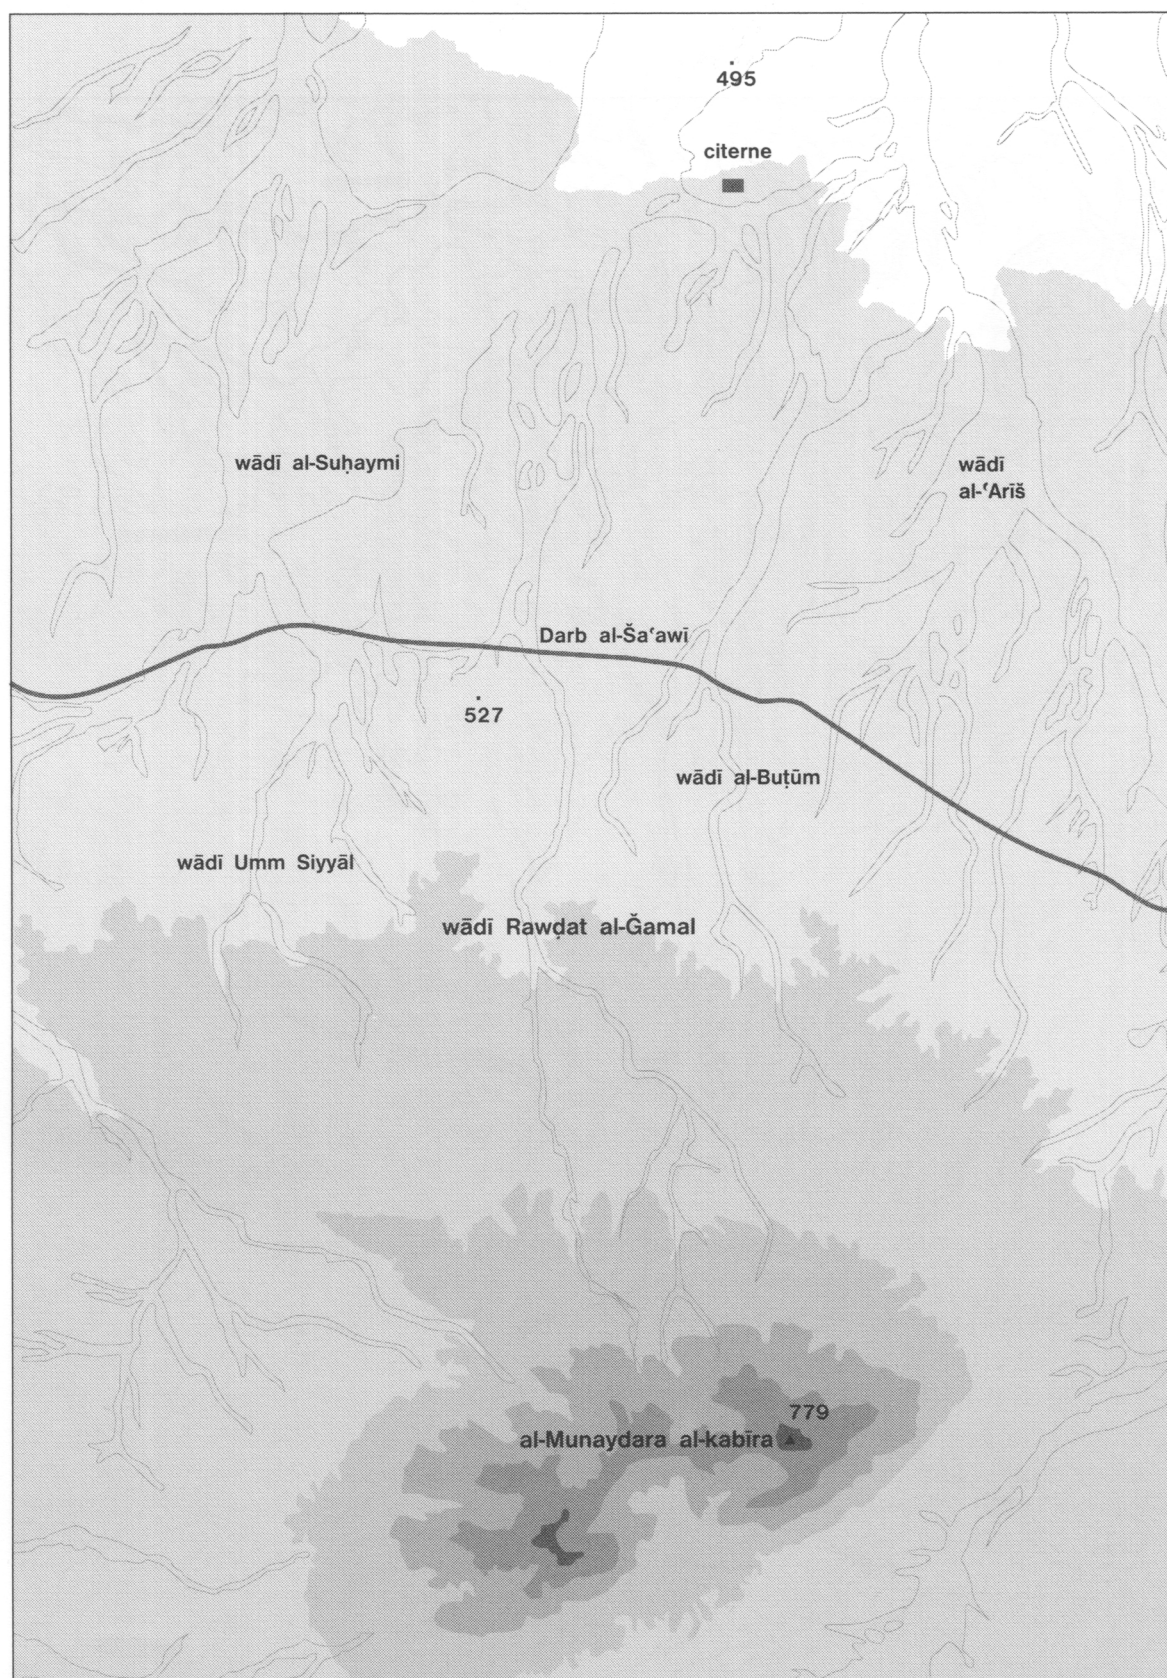 495
citerne
wādī al-Suḥaymi
wādī
al-ʿArīš
Darb al-Šaʿawī
527
wādī al-Buṭūm
wādī Umm Siyyāl
wādī Rawḍat al-Ǧamal
779
al-Munaydara al-kabīra